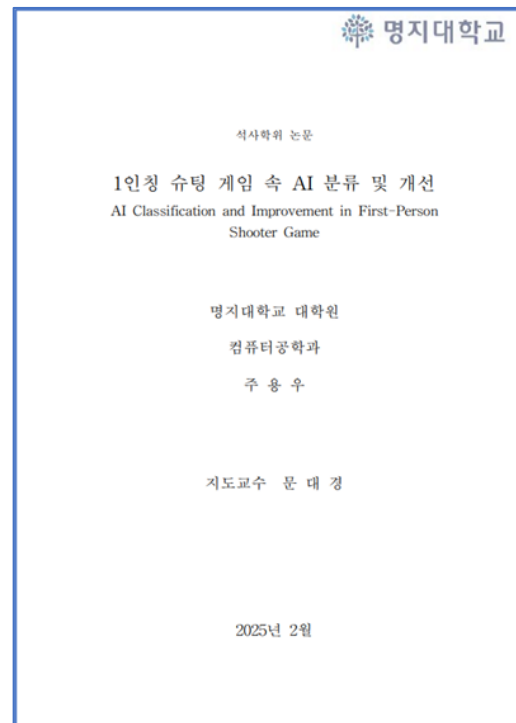 명지대학교
석사학위 논문
1인칭 슈팅 게임 속 AI 분류 및 개선
AI Classification and Improvement in First-Person
Shooter Game
명지대학교 대학원
컴퓨터공학과
주 용 우
지도교수 문 대 경
2025년 2월